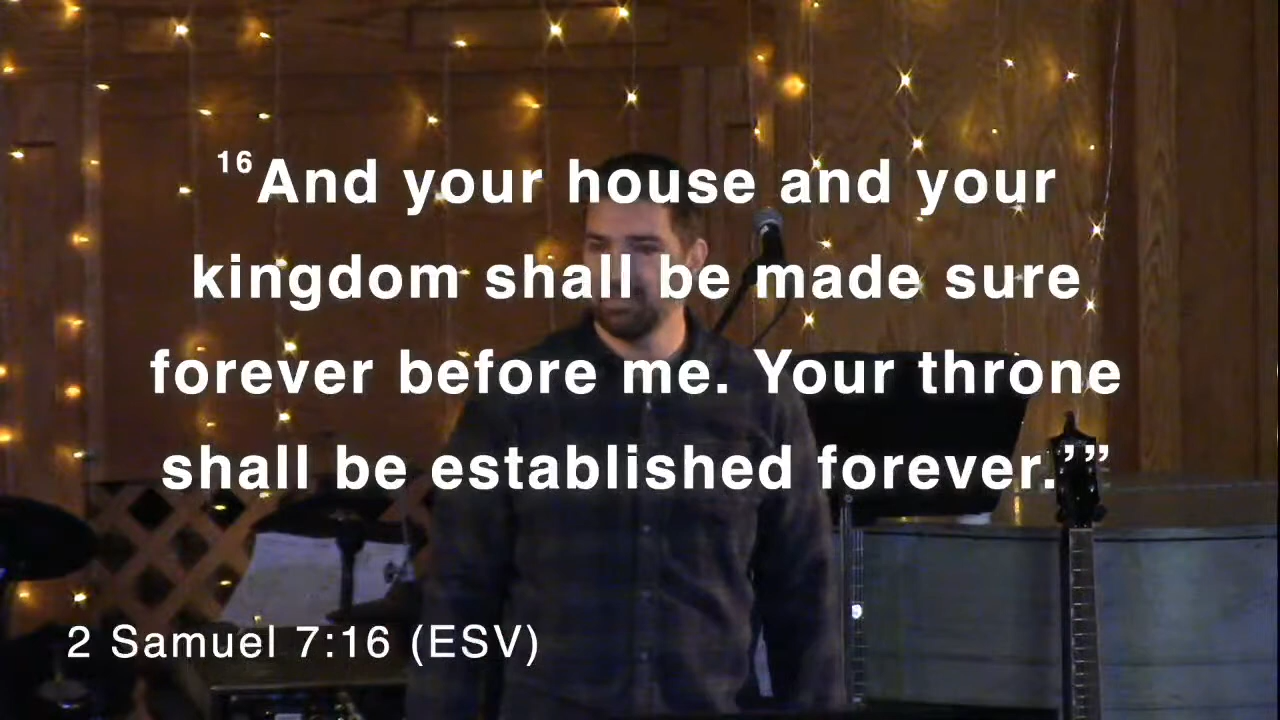 16And your house and your
kingdom shall be made sure
forever before me. Your throne
shall be established forever.’”
2 Samuel 7:16 (ESV)